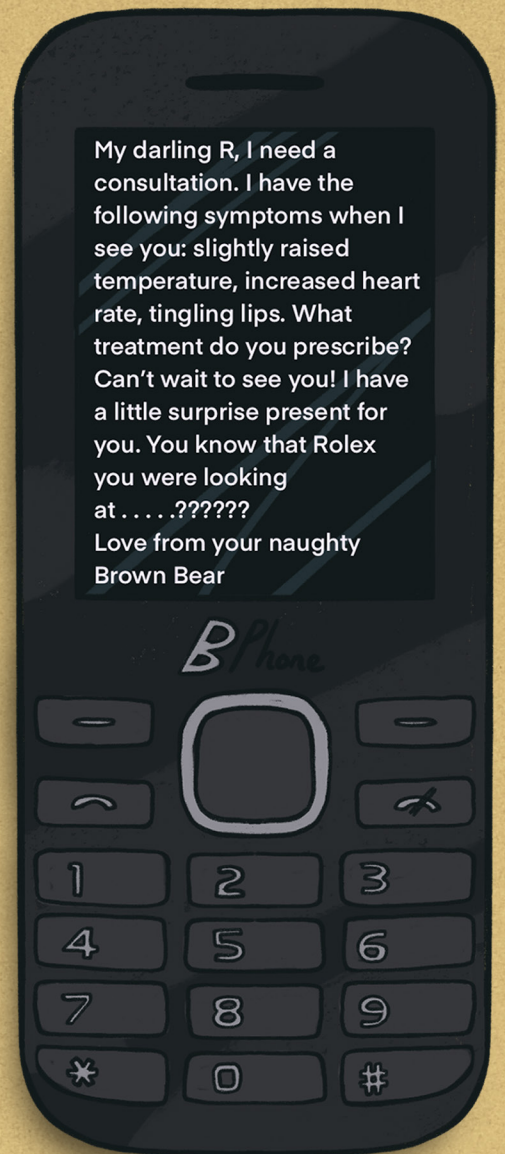 My darling R, I need a
consultation. I have the
following symptoms when I
see you: slightly raised
temperature, increased heart
rate, tingling lips. What
treatment do you prescribe?
Can’t wait to see you! I have
a little surprise present for
you. You know that Rolex
you were looking
at . . . . .??????
Love from your naughty
Brown Bear
B Phone
1 2 3
4 5 6
7 8 9
* 0 #